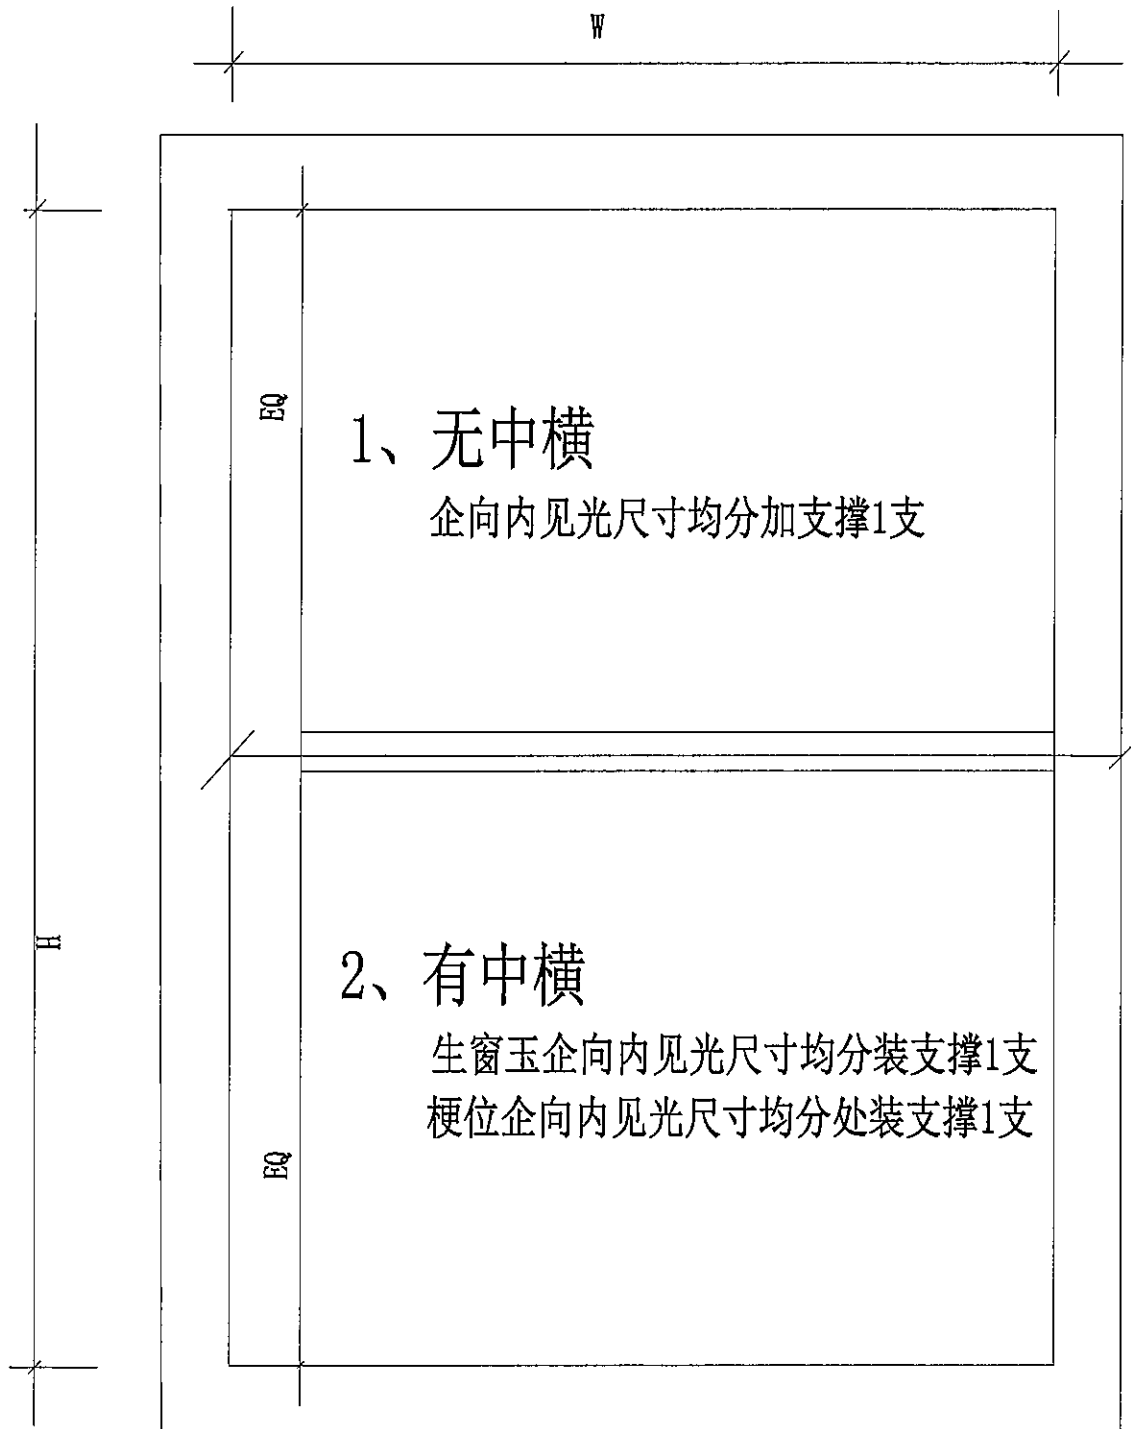 W
EQ
1、无中横
企向内见光尺寸均分加支撑1支
H
2、有中横
生窗玉企向内见光尺寸均分装支撑1支
梗位企向内见光尺寸均分处装支撑1支
EQ